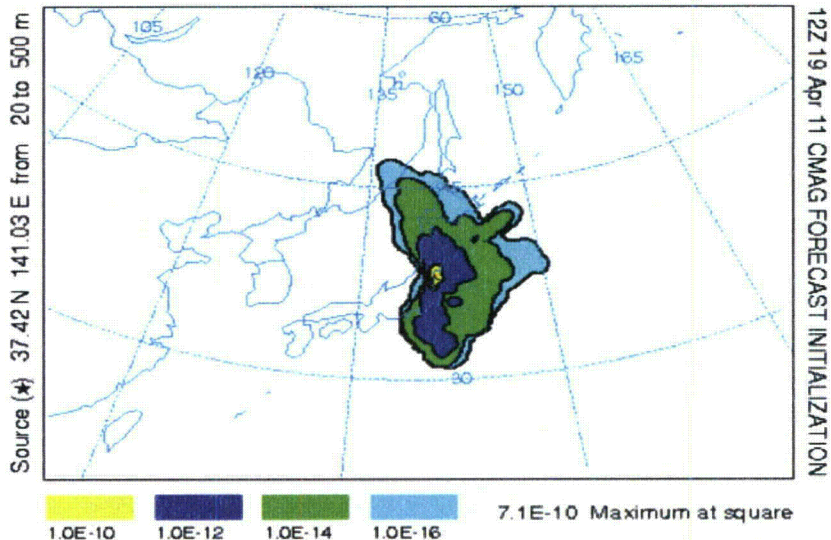 Source (★) 37.42 N 141.03 E from 20 to 500 m
12Z 19 Apr 11 CMAG FORECAST INITIALIZATION
105
60
120
135
150
165
30
1.0E-10
1.0E-12
1.0E-14
1.0E-16
7.1E-10 Maximum at square